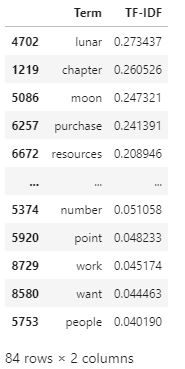 Term TF-IDF
4702 lunar 0.273437
1219 chapter 0.260526
5086 moon 0.247321
6257 purchase 0.241391
6672 resources 0.208946
... ... ...
5374 number 0.051058
5920 point 0.048233
8729 work 0.045174
8580 want 0.044463
5753 people 0.040190
84 rows × 2 columns